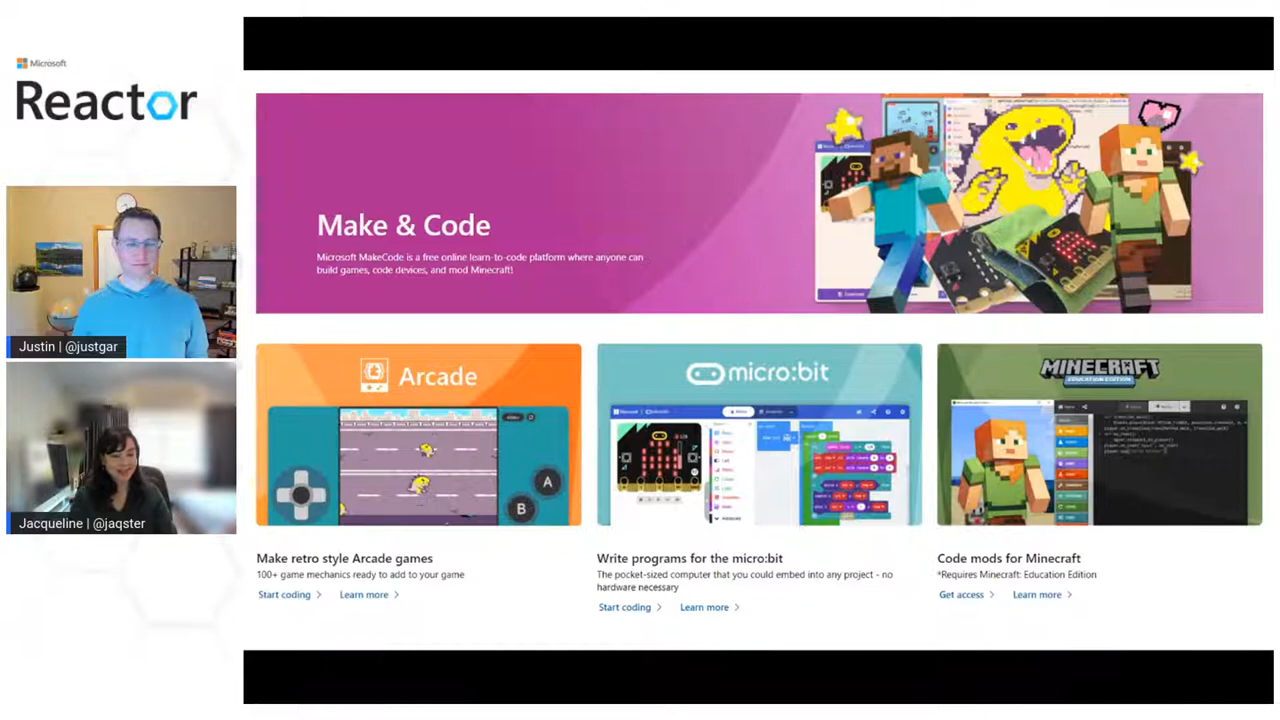 Microsoft
Reactor
Justin | @justgar
Jacqueline | @jaqster
Make & Code
Microsoft MakeCode is a free online learn-to-code platform where anyone can
build games, code devices, and mod Minecraft!
Arcade
A
B
Make retro style Arcade games
100+ game mechanics ready to add to your game
Start coding
Learn more
micro:bit
Write programs for the micro:bit
The pocket-sized computer that you could embed into any project - no
hardware necessary
Start coding
Learn more
MINECRAFT
EDUCATION EDITION
Code mods for Minecraft
*Requires Minecraft: Education Edition
Get access
Learn more